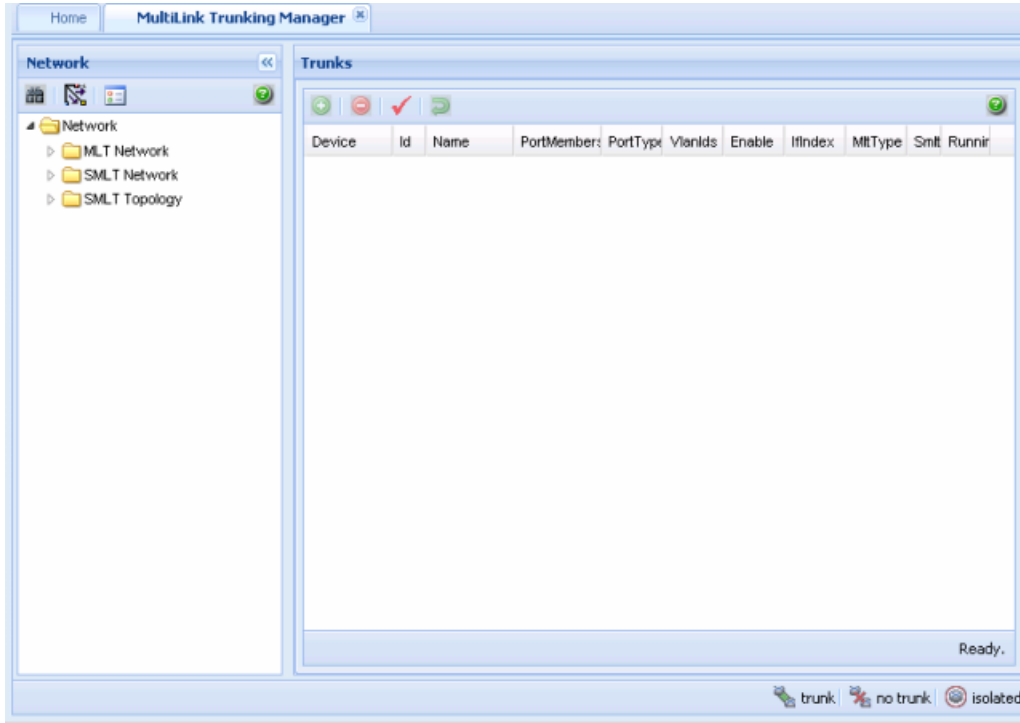 Home
MultiLink Trunking Manager
Network
Trunks
Network
MLT Network
SMLT Network
SMLT Topology
Device Id Name PortMembers PortType VlanIds Enable IfIndex MltType Smlt Runnin
Ready.
trunk no trunk isolated